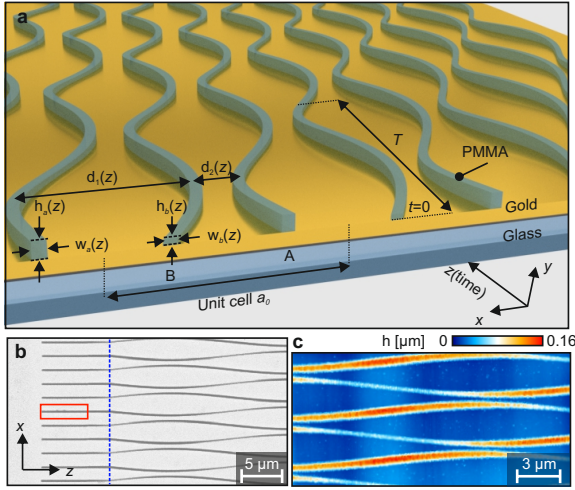 a
d₁(z)
d₂(z)
T
PMMA
hₐ(z)
h_b(z)
t=0
Gold
wₐ(z)
w_b(z)
A
Glass
B
Unit cell a₀
z(time)
y
x
b
x
z
5 µm
c
h [µm]
0
0.16
3 µm